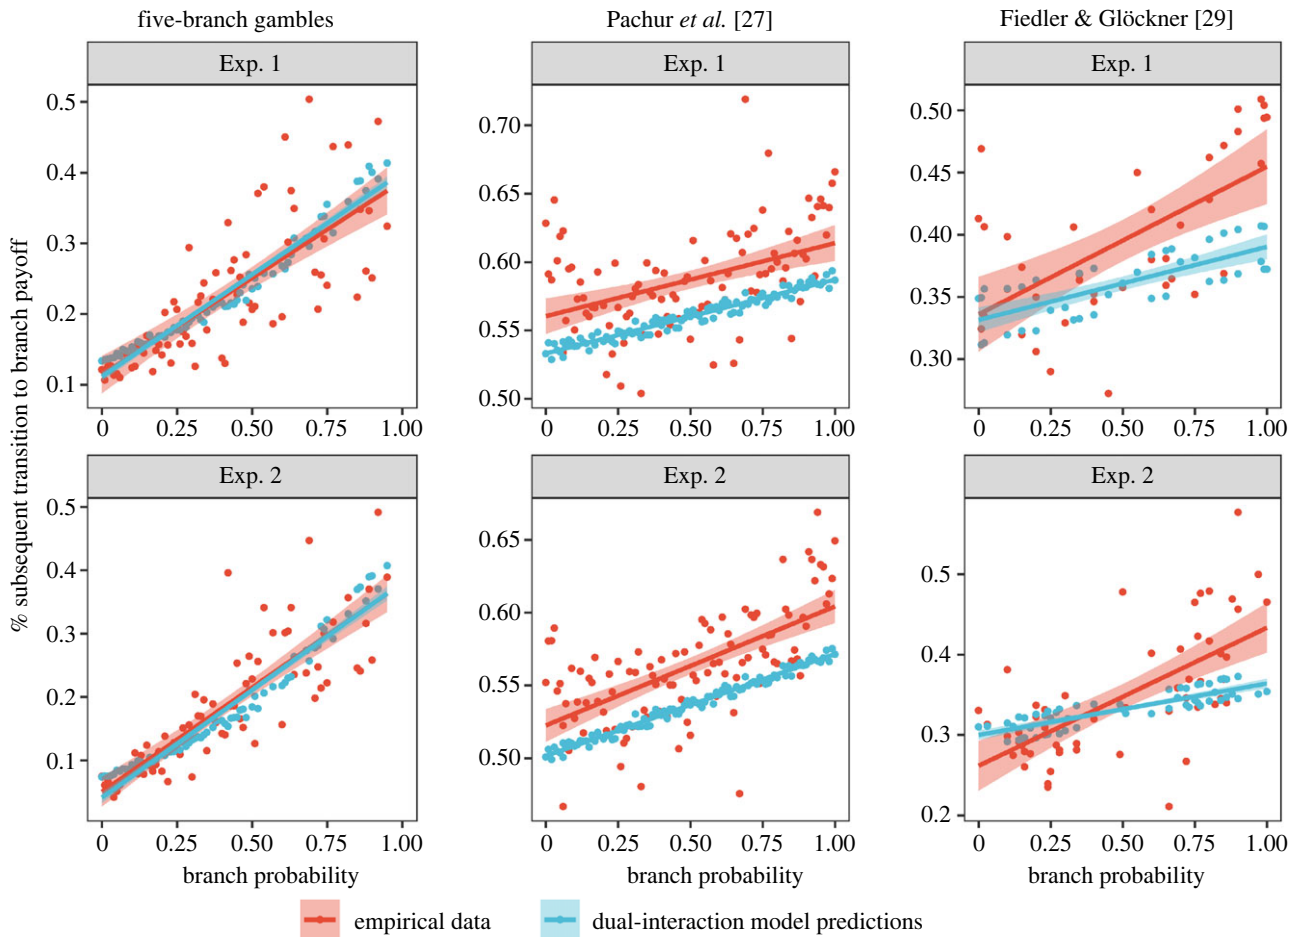 five-branch gambles
Pachur et al. [27]
Fiedler & Glöckner [29]
Exp. 1
Exp. 1
Exp. 1
% subsequent transition to branch payoff
0.5
0.4
0.3
0.2
0.1
0 0.25 0.50 0.75 1.00
0.70
0.65
0.60
0.55
0.50
0 0.25 0.50 0.75 1.00
0.50
0.45
0.40
0.35
0.30
0 0.25 0.50 0.75 1.00
Exp. 2
Exp. 2
Exp. 2
0.5
0.4
0.3
0.2
0.1
0 0.25 0.50 0.75 1.00
branch probability
0.65
0.60
0.55
0.50
0 0.25 0.50 0.75 1.00
branch probability
0.5
0.4
0.3
0.2
0 0.25 0.50 0.75 1.00
branch probability
empirical data
dual-interaction model predictions